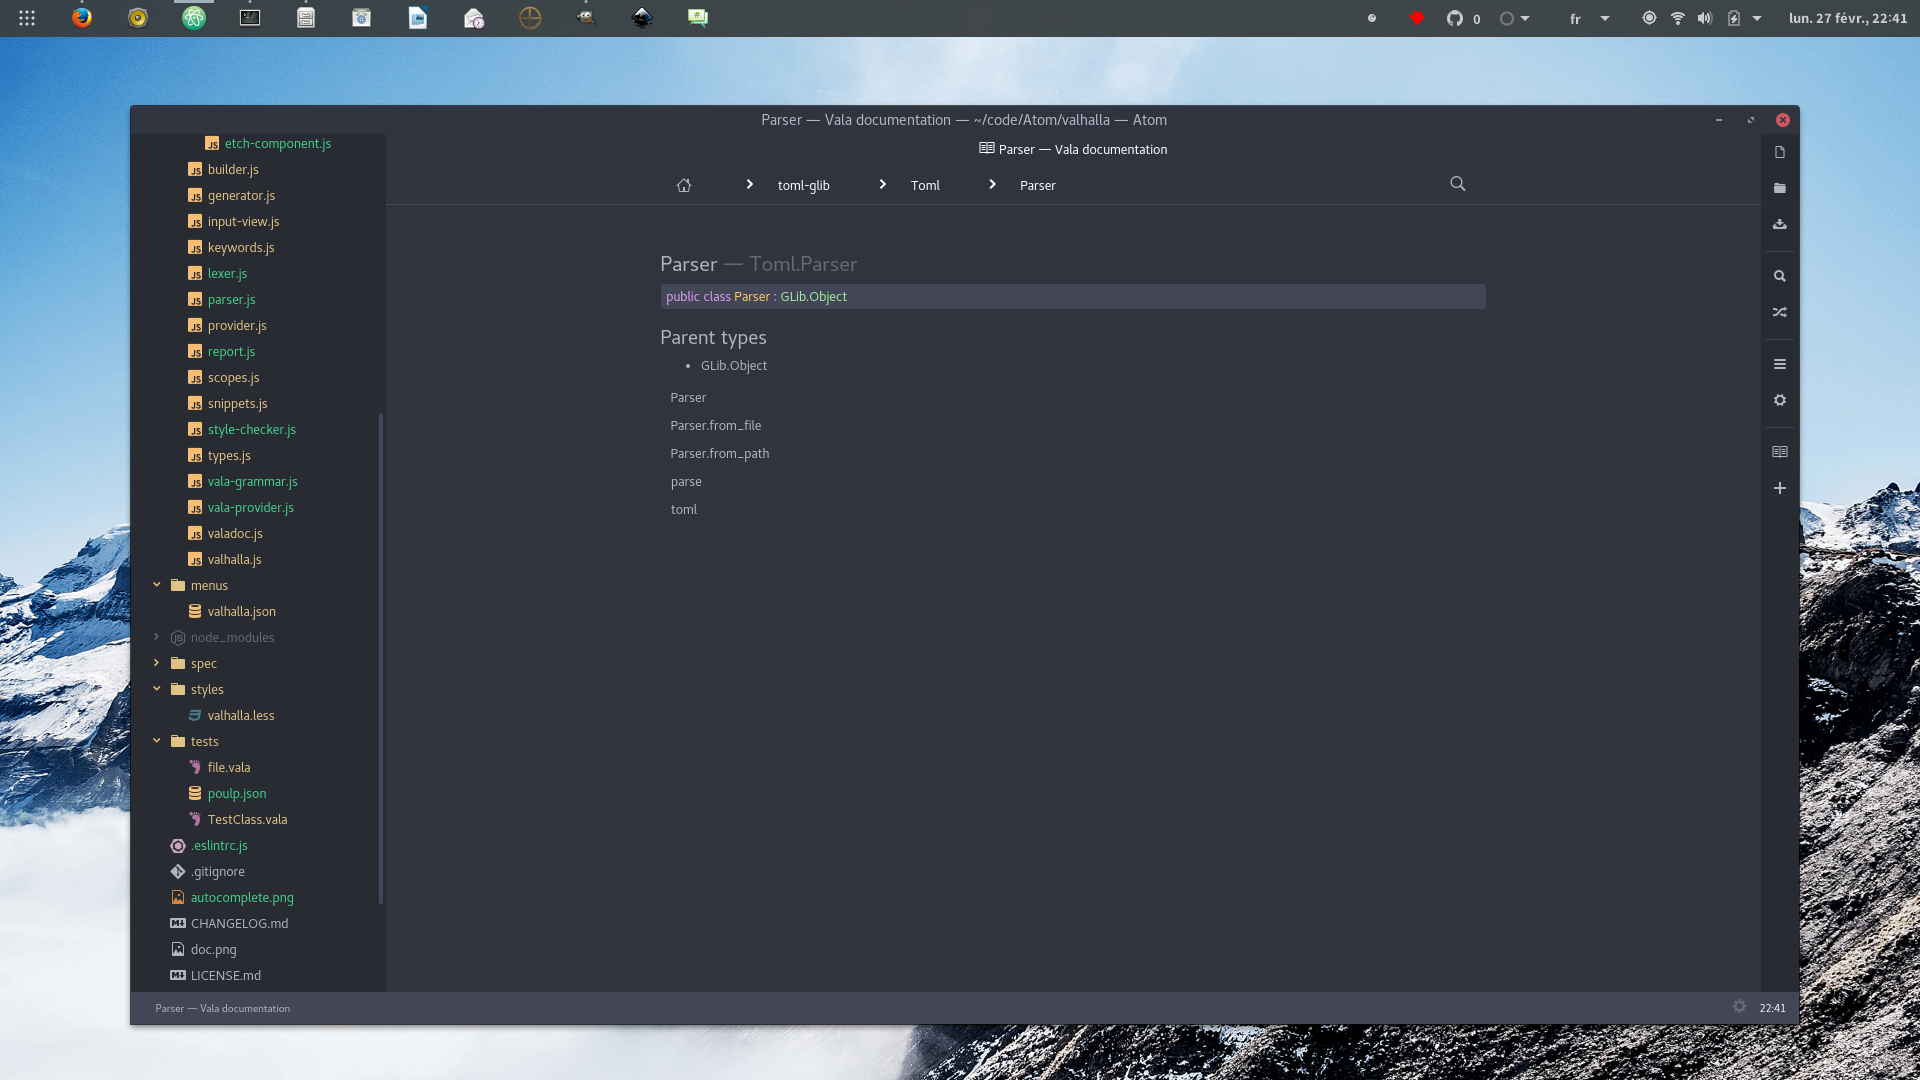 0
fr
lun. 27 févr., 22:41
Parser — Vala documentation — ~/code/Atom/valhalla — Atom
etch-component.js
builder.js
generator.js
input-view.js
keywords.js
lexer.js
parser.js
provider.js
report.js
scopes.js
snippets.js
style-checker.js
types.js
vala-grammar.js
vala-provider.js
valadoc.js
valhalla.js
menus
valhalla.json
node_modules
spec
styles
valhalla.less
tests
file.vala
poulp.json
TestClass.vala
.eslintrc.js
.gitignore
autocomplete.png
CHANGELOG.md
doc.png
LICENSE.md
Parser — Vala documentation
toml-glib
Toml
Parser
Parser — Toml.Parser
public class Parser : GLib.Object
Parent types
• GLib.Object
Parser
Parser.from_file
Parser.from_path
parse
toml
Parser — Vala documentation
22:41